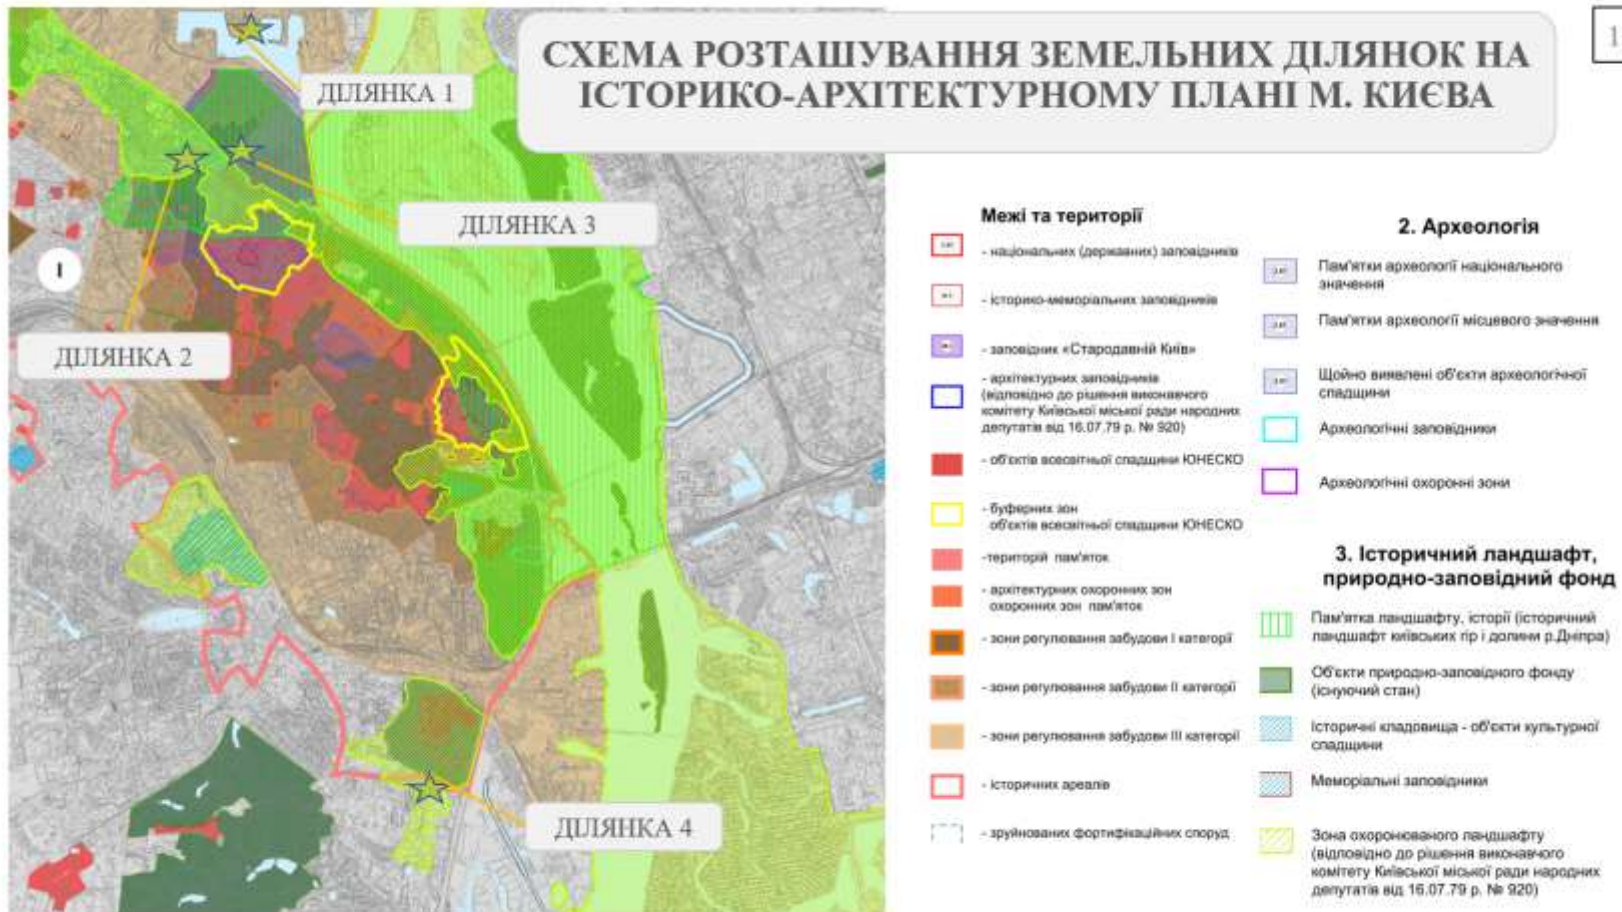 СХЕМА РОЗТАШУВАННЯ ЗЕМЕЛЬНИХ ДІЛЯНОК НА
ІСТОРИКО-АРХІТЕКТУРНОМУ ПЛАНІ М. КИЄВА
1
ДІЛЯНКА 1
ДІЛЯНКА 3
І
ДІЛЯНКА 2
ДІЛЯНКА 4
Межі та території
- національних (державних) заповідників
- історико-меморіальних заповідників
- заповідник «Стародавній Київ»
- архітектурних заповідників
(відповідно до рішення виконавчого
комітету Київської міської ради народних
депутатів від 16.07.79 р. № 920)
- об'єктів всесвітньої спадщини ЮНЕСКО
- буферних зон
об'єктів всесвітньої спадщини ЮНЕСКО
-територій пам'яток
- архітектурних охоронних зон
охоронних зон пам'яток
- зони регулювання забудови І категорії
- зони регулювання забудови ІІ категорії
- зони регулювання забудови ІІІ категорії
- історичних ареалів
- зруйнованих фортифікаційних споруд
2. Археологія
Пам'ятки археології національного
значення
Пам'ятки археології місцевого значення
Щойно виявлені об'єкти археологічної
спадщини
Археологічні заповідники
Археологічні охоронні зони
3. Історичний ландшафт,
природно-заповідний фонд
Пам'ятка ландшафту, історії (історичний
ландшафт київських гір і долини р.Дніпра)
Об'єкти природно-заповідного фонду
(існуючий стан)
Історичні кладовища - об'єкти культурної
спадщини
Меморіальні заповідники
Зона охоронюваного ландшафту
(відповідно до рішення виконавчого
комітету Київської міської ради народних
депутатів від 16.07.79 р. № 920)